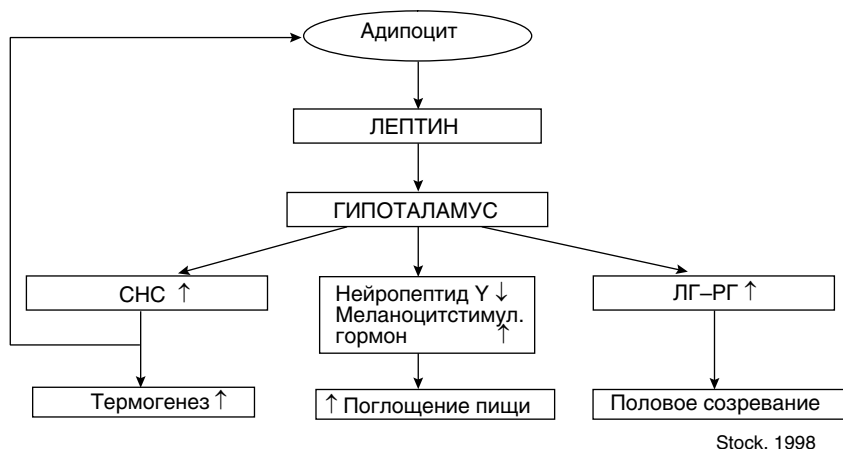 Адипоцит
ЛЕПТИН
ГИПОТАЛАМУС
СНС ↑
Нейропептид Y ↓
Меланоцитстимул.
гормон ↑
ЛГ–РГ ↑
Термогенез ↑
↑ Поглощение пищи
Половое созревание
Stock, 1998